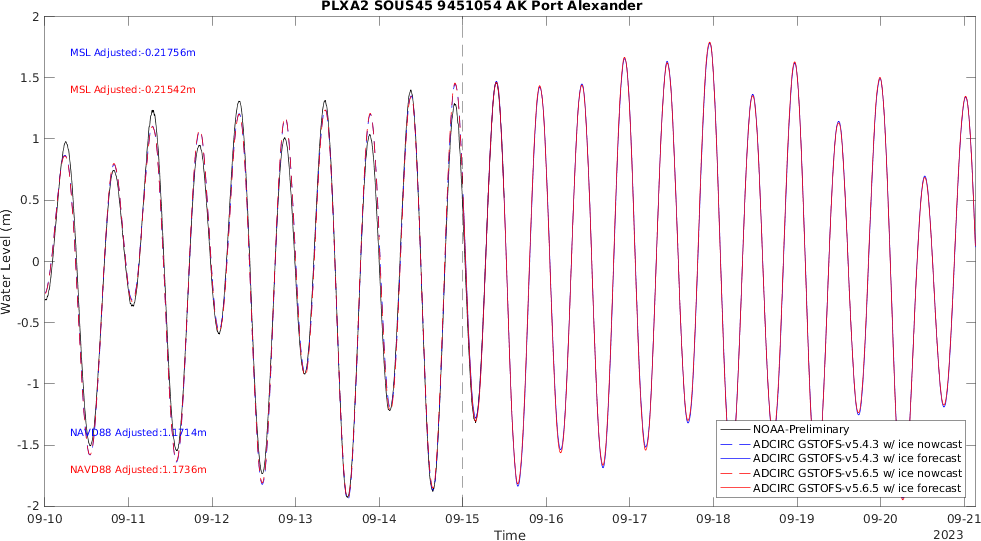 PLXA2 SOUS45 9451054 AK Port Alexander
MSL Adjusted:-0.21756m
MSL Adjusted:-0.21542m
NAVD88 Adjusted:1.1714m
NAVD88 Adjusted:1.1736m
Water Level (m)
2
1.5
1
0.5
0
-0.5
-1
-1.5
-2
NOAA-Preliminary
ADCIRC GSTOFS-v5.4.3 w/ ice nowcast
ADCIRC GSTOFS-v5.4.3 w/ ice forecast
ADCIRC GSTOFS-v5.6.5 w/ ice nowcast
ADCIRC GSTOFS-v5.6.5 w/ ice forecast
09-10 09-11 09-12 09-13 09-14 09-15 09-16 09-17 09-18 09-19 09-20 09-21
Time
2023